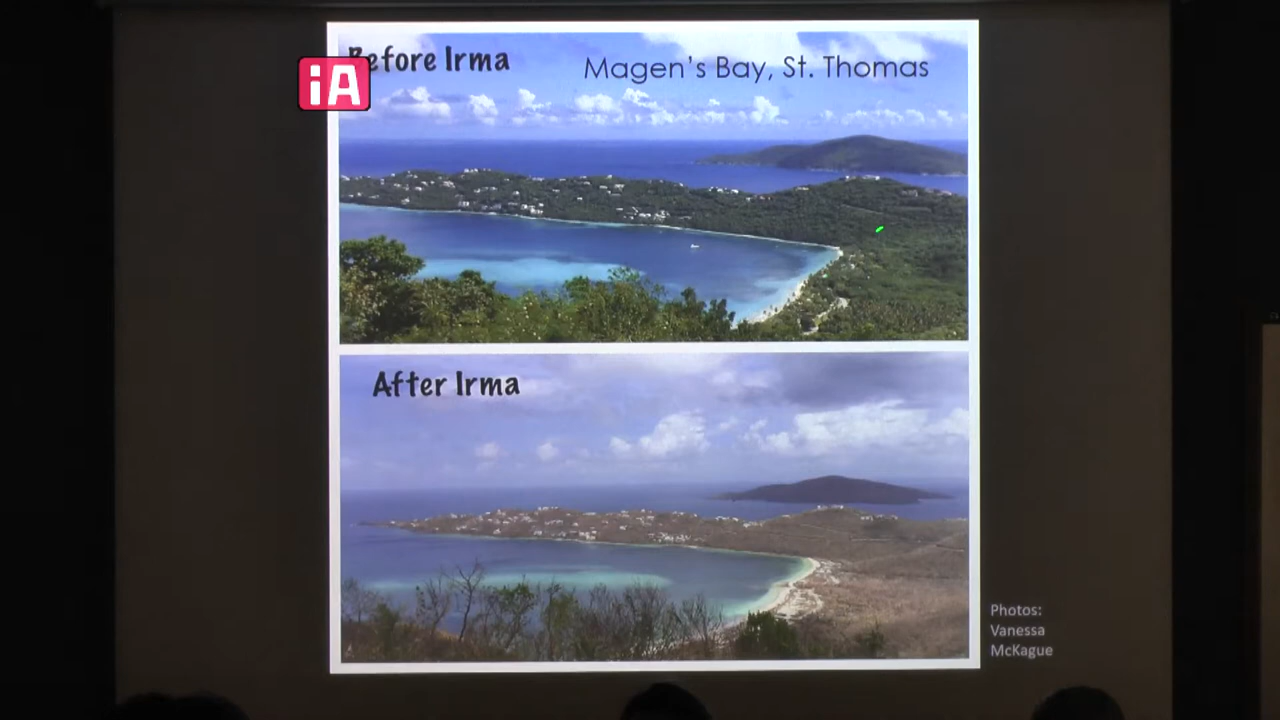 Before Irma
Magen's Bay, St. Thomas
iA
After Irma
Photos:
Vanessa
McKague